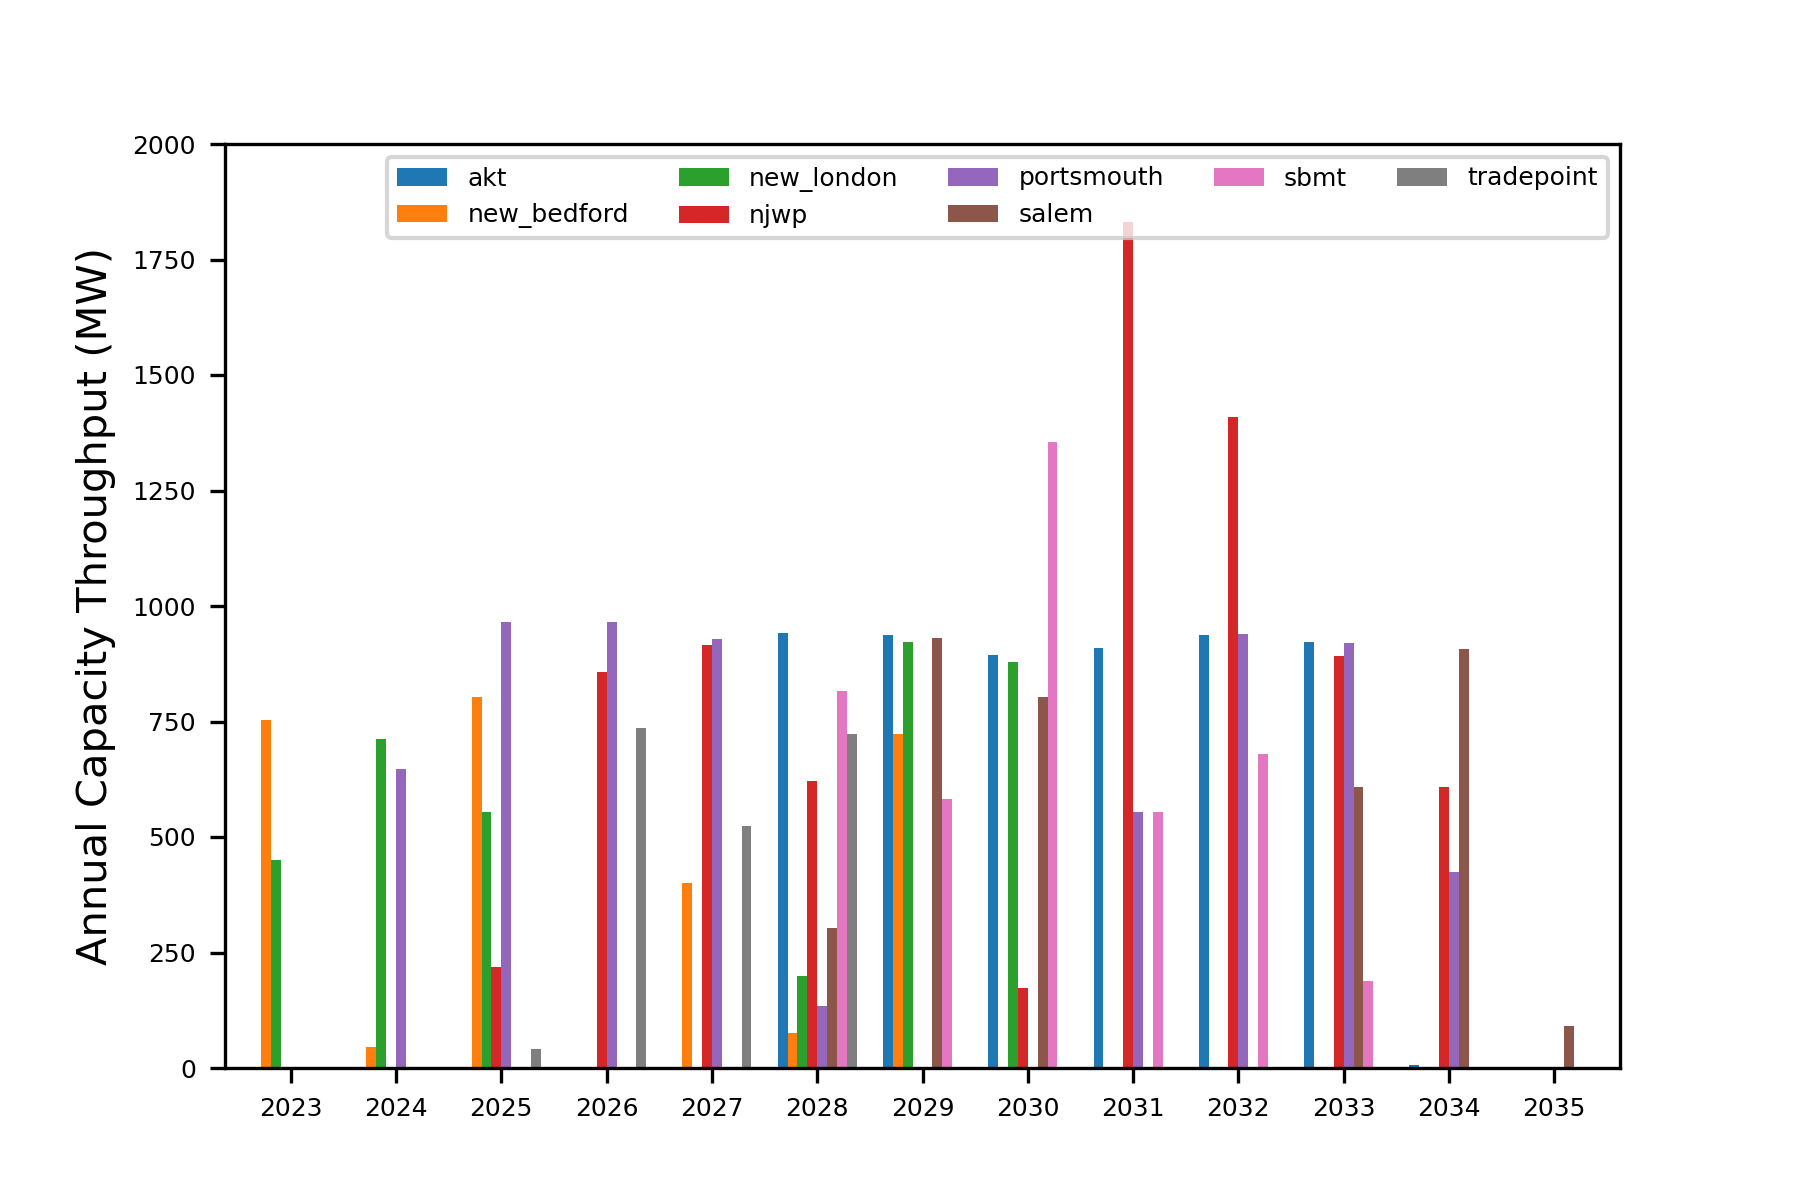 2000
1750
1500
1250
1000
750
500
250
0
Annual Capacity Throughput (MW)
akt new_london portsmouth sbmt tradepoint
new_bedford njwp salem
2023 2024 2025 2026 2027 2028 2029 2030 2031 2032 2033 2034 2035